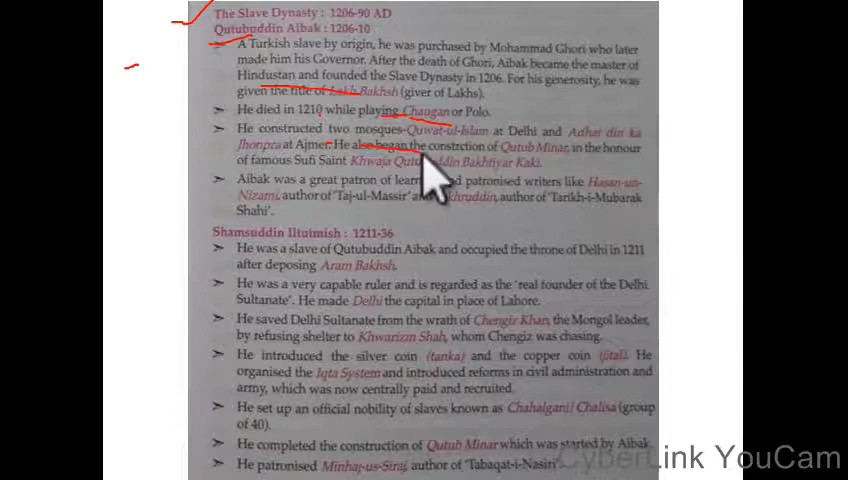 The Slave Dynasty : 1206-90 AD
Qutubuddin Aibak : 1206-10
➢ A Turkish slave by origin, he was purchased by Mohammad Ghori who later
made him his Governor. After the death of Ghori, Aibak became the master of
Hindustan and founded the Slave Dynasty in 1206. For his generosity, he was
given the title of Lakh Bakhsh (giver of Lakhs).
➢ He died in 1210 while playing Chaugan or Polo.
➢ He constructed two mosques-Quwat-ul-Islam at Delhi and Adhai din ka
Jhonpra at Ajmer. He also began the constrction of Qutub Minar, in the honour
of famous Sufi Saint Khwaja Bakhtiyar Kaki.
➢ Aibak was a great patron of patronised writers like Hasan-un-
Nizami, author of 'Taj-ul-Massir' author of 'Tarikh-i-Mubarak
Shahi'.
Shamsuddin Iltutmish : 1211-36
➢ He was a slave of Qutubuddin Aibak and occupied the throne of Delhi in 1211
after deposing Aram Bakhsh.
➢ He was a very capable ruler and is regarded as the 'real founder of the Delhi
Sultanate'. He made Delhi the capital in place of Lahore.
➢ He saved Delhi Sultanate from the wrath of Chengiz Khan, the Mongol leader,
by refusing shelter to Khwarizm Shah, whom Chengiz was chasing.
➢ He introduced the silver coin (tanka) and the copper coin (jital). He
organised the Iqta System and introduced reforms in civil administration and
army, which was now centrally paid and recruited.
➢ He set up an official nobility of slaves known as Chahalgani/Chalisa (group
of 40).
➢ He completed the construction of Qutub Minar which was started by Aibak.
➢ He patronised Minhaj-us-Siraj, author of 'Tabaqat-i-Nasiri'.
CyberLink YouCam